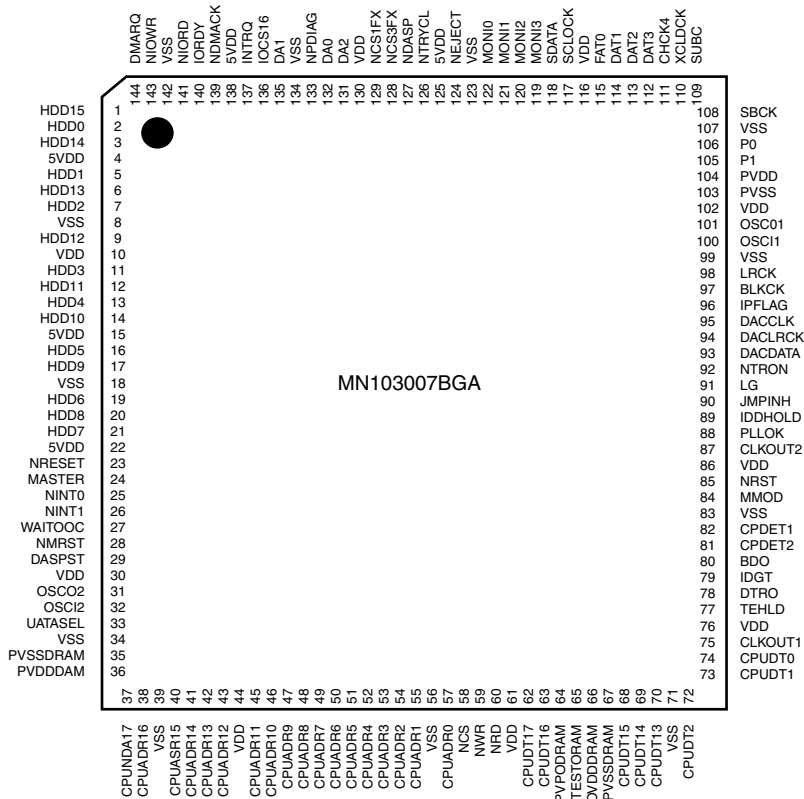 DMARQ 144
NIOWR 143
VSS 142
NIORD 141
IORDY 140
NDMACK 139
5VDD 138
INTRQ 137
IOCS16 136
DA1 135
VSS 134
NPDIAG 133
DA0 132
DA2 131
VDD 130
NCS1FX 129
NCS3FX 128
NDASP 127
NTRYCL 126
5VDD 125
NEJECT 124
VSS 123
MONI0 122
MONI1 121
MONI2 120
MONI3 119
SDATA 118
SCLOCK 117
VDD 116
FAT0 115
DAT1 114
DAT2 113
DAT3 112
CHCK4 111
XCLDCK 110
SUBC 109
HDD15 1
HDD0 2
HDD14 3
5VDD 4
HDD1 5
HDD13 6
HDD2 7
VSS 8
HDD12 9
VDD 10
HDD3 11
HDD11 12
HDD4 13
HDD10 14
5VDD 15
HDD5 16
HDD9 17
VSS 18
HDD6 19
HDD8 20
HDD7 21
5VDD 22
NRESET 23
MASTER 24
NINT0 25
NINT1 26
WAITOOC 27
NMRST 28
DASPST 29
VDD 30
OSCO2 31
OSCI2 32
UATASEL 33
VSS 34
PVSSDRAM 35
PVDDDAM 36
MN103007BGA
108 SBCK
107 VSS
106 P0
105 P1
104 PVDD
103 PVSS
102 VDD
101 OSC01
100 OSCI1
99 VSS
98 LRCK
97 BLKCK
96 IPFLAG
95 DACCLK
94 DACLRCK
93 DACDATA
92 NTRON
91 LG
90 JMPINH
89 IDDHOLD
88 PLLOK
87 CLKOUT2
86 VDD
85 NRST
84 MMOD
83 VSS
82 CPDET1
81 CPDET2
80 BDO
79 IDGT
78 DTRO
77 TEHLD
76 VDD
75 CLKOUT1
74 CPUDT0
73 CPUDT1
CPUNDA17 37
CPUADR16 38
VSS 39
CPUASR15 40
CPUADR14 41
CPUADR13 42
CPUADR12 43
VDD 44
CPUADR11 45
CPUADR10 46
CPUADR9 47
CPUADR8 48
CPUADR7 49
CPUADR6 50
CPUADR5 51
CPUADR4 52
CPUADR3 53
CPUADR2 54
CPUADR1 55
VSS 56
CPUADR0 57
NCS 58
NWR 59
NRD 60
VDD 61
CPUDT17 62
CPUDT16 63
PVPODRAM 64
TESTORAM 65
66
PVSSDRAM 67
CPUDT15 68
CPUDT14 69
CPUDT13 70
VSS 71
CPUDT2 72